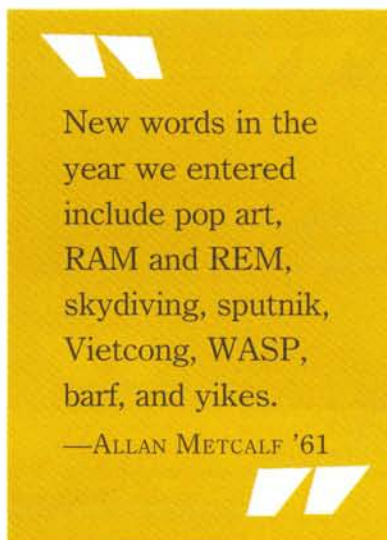 New words in the
year we entered
include pop art,
RAM and REM,
skydiving, sputnik,
Vietcong, WASP,
barf, and yikes.
—ALLAN METCALF '61